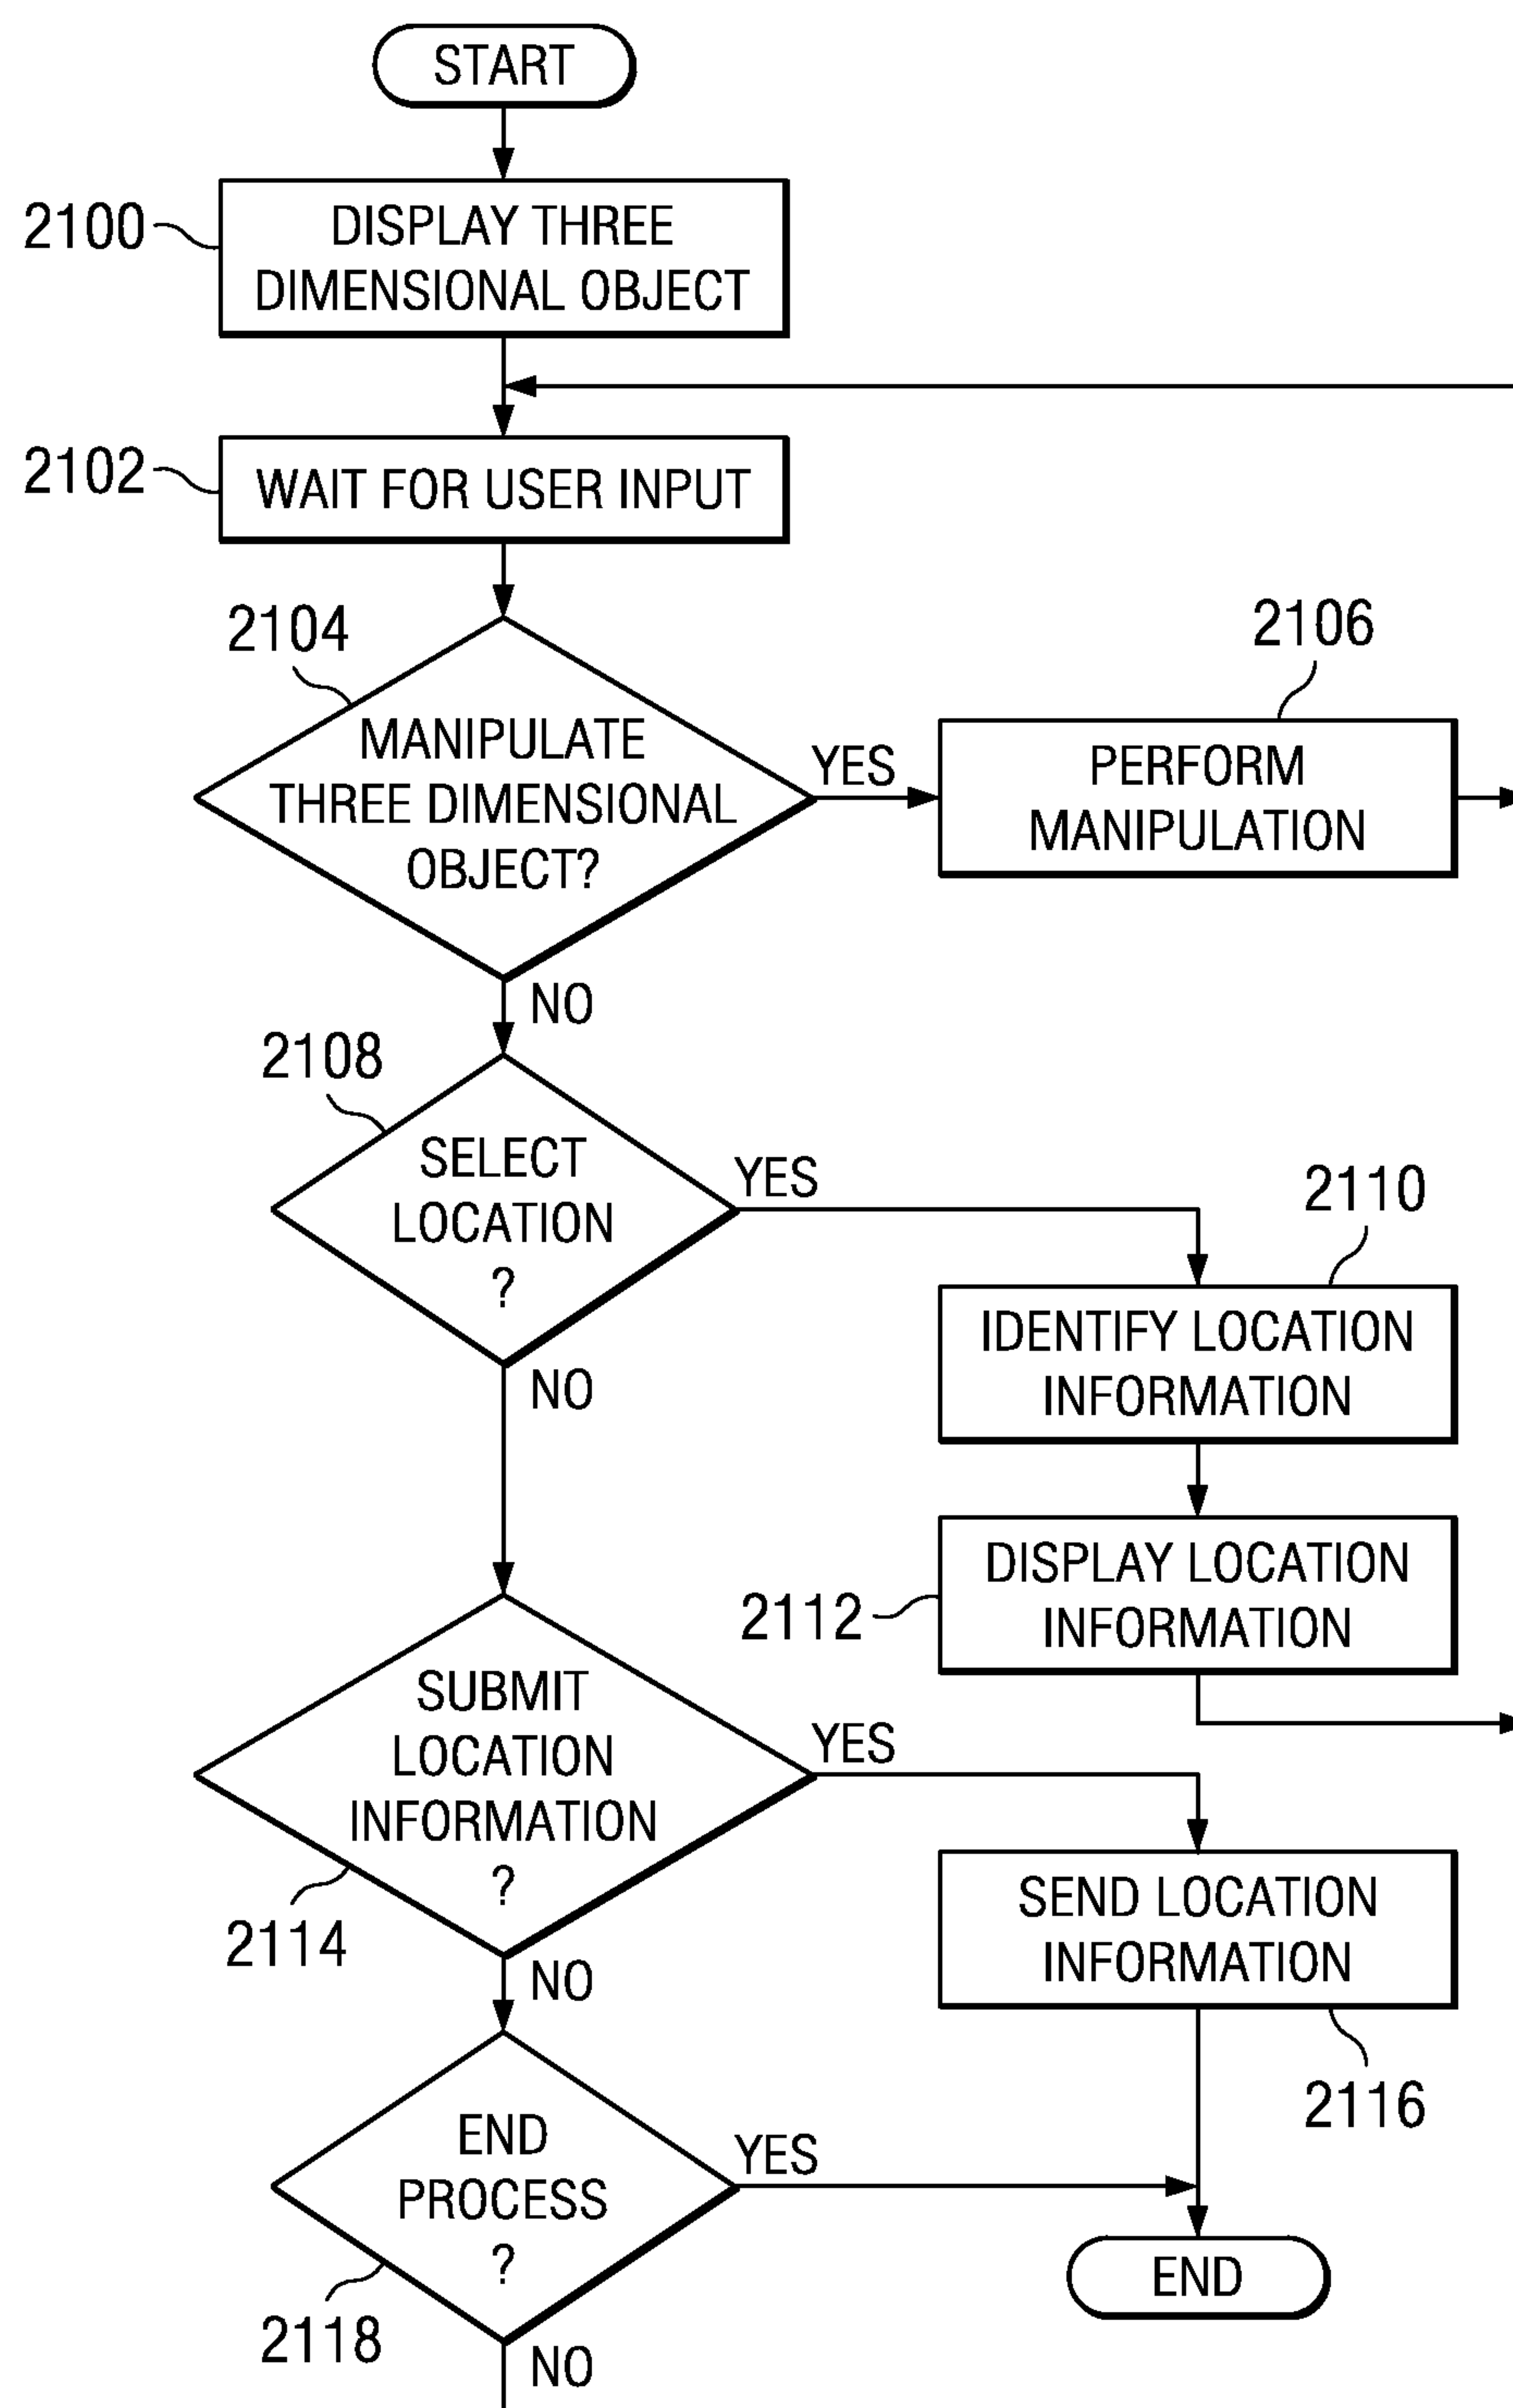 START
2100
DISPLAY THREE
DIMENSIONAL OBJECT
2102
WAIT FOR USER INPUT
2104
MANIPULATE
THREE DIMENSIONAL
OBJECT?
YES
2106
PERFORM
MANIPULATION
NO
2108
SELECT
LOCATION
?
YES
2110
IDENTIFY LOCATION
INFORMATION
NO
2112
DISPLAY LOCATION
INFORMATION
SUBMIT
LOCATION
INFORMATION
?
YES
2114
SEND LOCATION
INFORMATION
2116
NO
END
PROCESS
?
YES
2118
END
NO